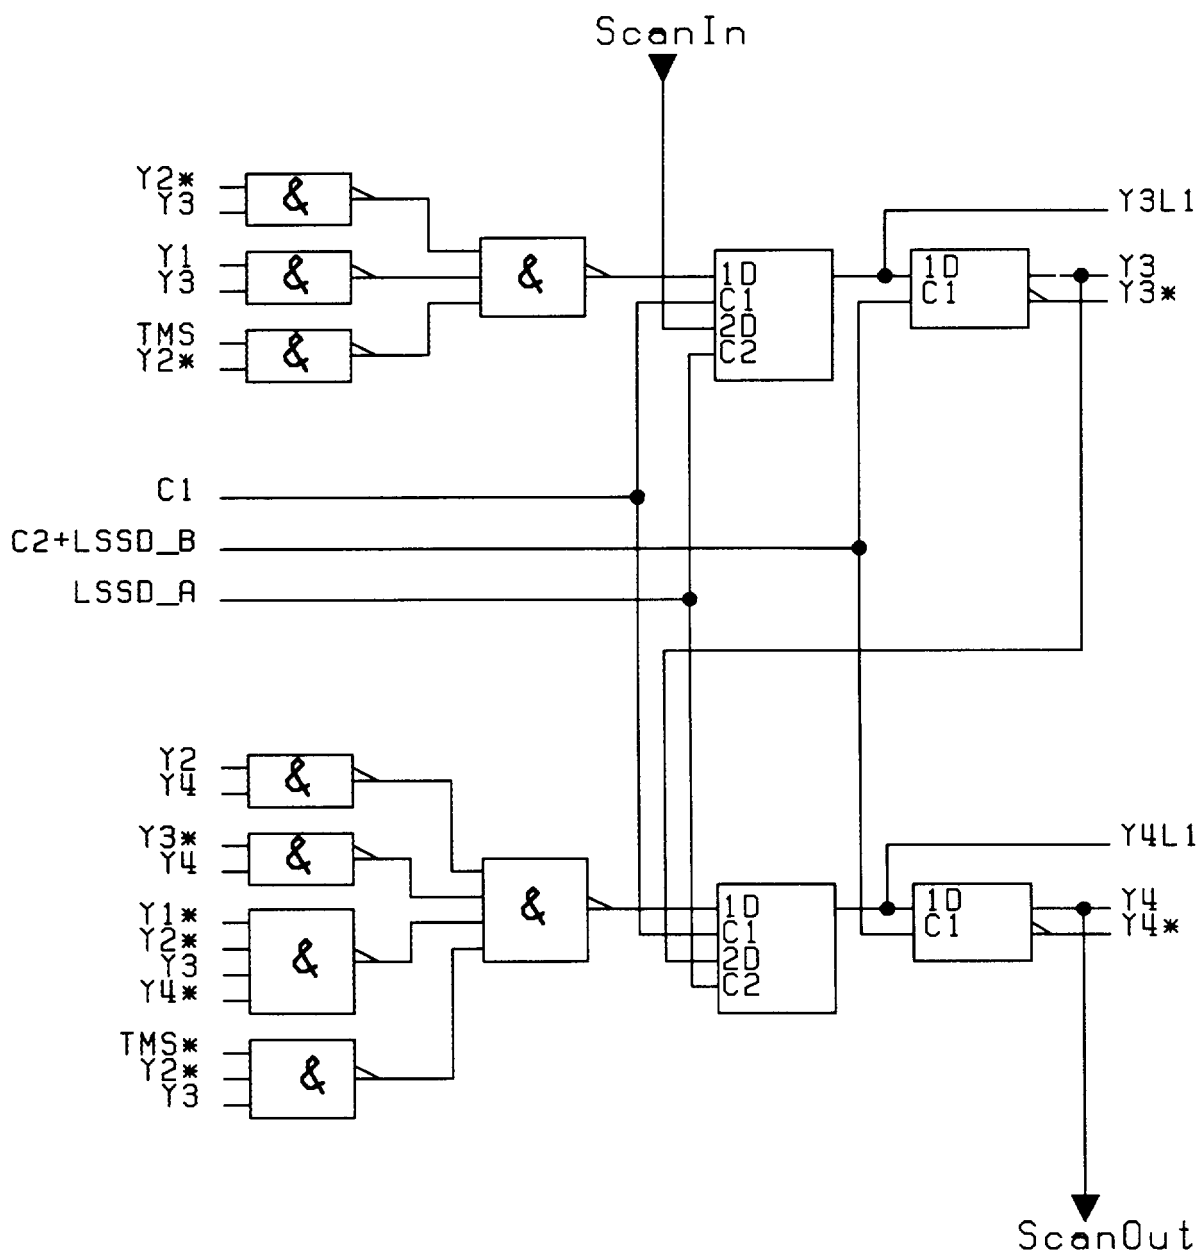 ScanIn
Y2*
Y3
&
Y1
Y3
&
TMS
Y2*
&
&
1D
C1
2D
C2
Y3L1
1D
C1
Y3
Y3*
C1
C2+LSSD_B
LSSD_A
Y2
Y4
&
Y3*
Y4
&
Y1*
Y2*
Y3
Y4*
&
TMS*
Y2*
Y3
&
&
1D
C1
2D
C2
Y4L1
1D
C1
Y4
Y4*
ScanOut